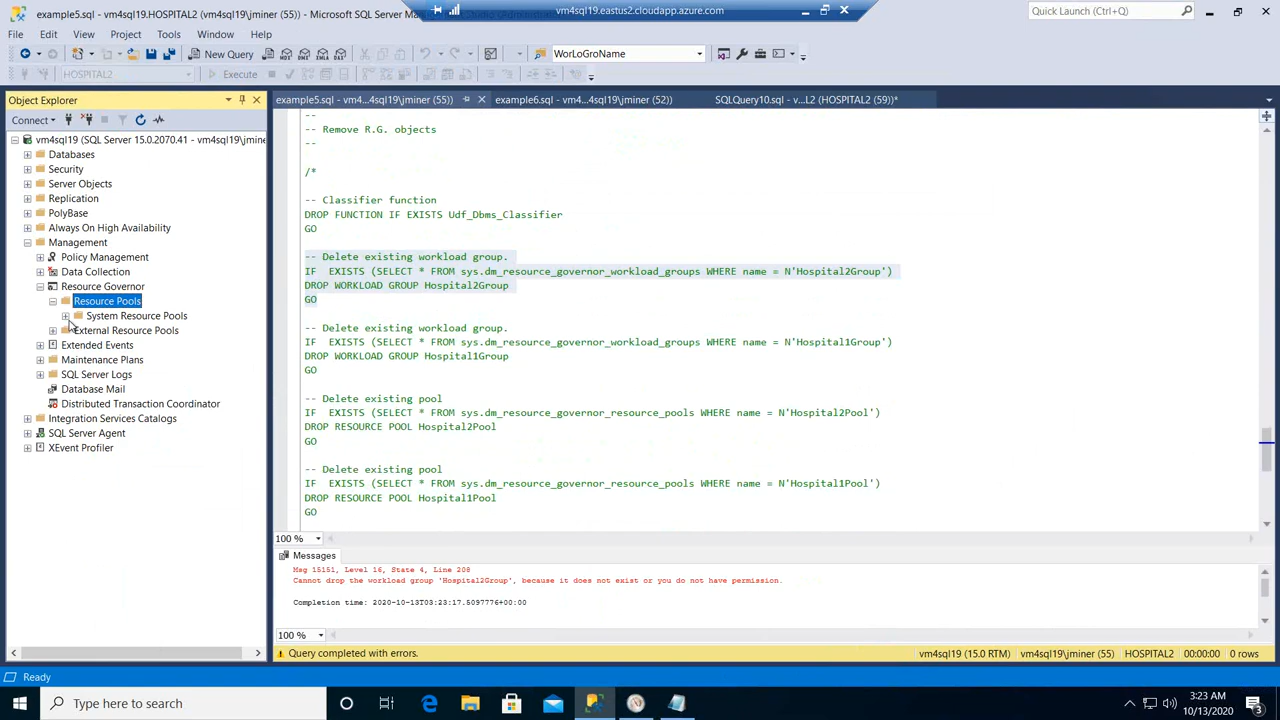 vm4sql19.eastus2.cloudapp.azure.com
example5.sql - vm4...4sql19\jminer (55)) - Microsoft SQL Server Ma
Quick Launch (Ctrl+Q)
File Edit View Project Tools Window Help
New Query
WorLoGroName
HOSPITAL2
Execute
Object Explorer
example5.sql - vm4...4sql19\jminer (55))
example6.sql - vm4...4sql19\jminer (52))
SQLQuery10.sql - v...L2 (HOSPITAL2 (59))*
Connect
vm4sql19 (SQL Server 15.0.2070.41 - vm4sql19\jmine
Databases
Security
Server Objects
Replication
PolyBase
Always On High Availability
Management
Policy Management
Data Collection
Resource Governor
Resource Pools
System Resource Pools
External Resource Pools
Extended Events
Maintenance Plans
SQL Server Logs
Database Mail
Distributed Transaction Coordinator
Integration Services Catalogs
SQL Server Agent
XEvent Profiler
--
-- Remove R.G. objects
--
/*
-- Classifier function
DROP FUNCTION IF EXISTS Udf_Dbms_Classifier
GO
-- Delete existing workload group.
IF  EXISTS (SELECT * FROM sys.dm_resource_governor_workload_groups WHERE name = N'Hospital2Group')
DROP WORKLOAD GROUP Hospital2Group
GO
-- Delete existing workload group.
IF  EXISTS (SELECT * FROM sys.dm_resource_governor_workload_groups WHERE name = N'Hospital1Group')
DROP WORKLOAD GROUP Hospital1Group
GO
-- Delete existing pool
IF  EXISTS (SELECT * FROM sys.dm_resource_governor_resource_pools WHERE name = N'Hospital2Pool')
DROP RESOURCE POOL Hospital2Pool
GO
-- Delete existing pool
IF  EXISTS (SELECT * FROM sys.dm_resource_governor_resource_pools WHERE name = N'Hospital1Pool')
DROP RESOURCE POOL Hospital1Pool
GO
100 %
Messages
Msg 15151, Level 16, State 4, Line 208
Cannot drop the workload group 'Hospital2Group', because it does not exist or you do not have permission.
Completion time: 2020-10-13T03:23:17.5097776+00:00
100 %
Query completed with errors.
vm4sql19 (15.0 RTM)
vm4sql19\jminer (55)
HOSPITAL2
00:00:00
0 rows
Ready
Type here to search
3:23 AM
10/13/2020
3